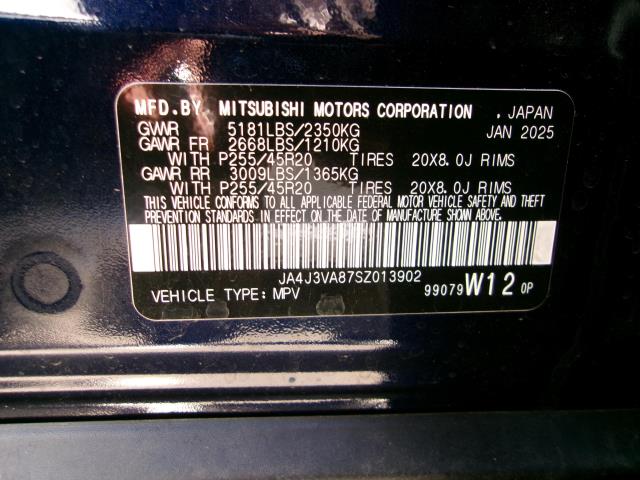 MFD.BY MITSUBISHI MOTORS CORPORATION , JAPAN
GVWR 5181LBS/2350KG JAN 2025
GAWR FR 2668LBS/1210KG
WITH P255/45R20 TIRES 20X8.0J RIMS
GAWR RR 3009LBS/1365KG
WITH P255/45R20 TIRES 20X8.0J RIMS
THIS VEHICLE CONFORMS TO ALL APPLICABLE FEDERAL MOTOR VEHICLE SAFETY AND THEFT
PREVENTION STANDARDS IN EFFECT ON THE DATE OF MANUFACTURE SHOWN ABOVE.
JA4J3VA87SZ013902
VEHICLE TYPE:MPV 99079 W12 0P